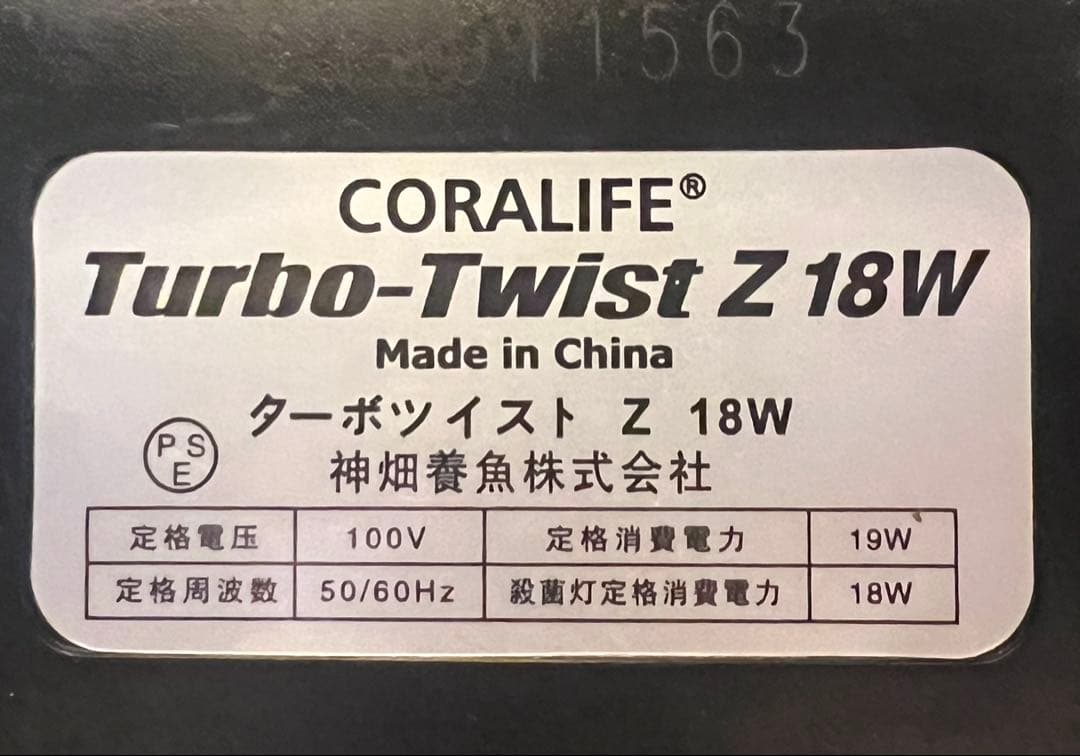 11563
CORALIFE®
Turbo-Twist Z 18W
Made in China
ターボツイスト Z 18W
PSE
神畑養魚株式会社
定格電圧 100V 定格消費電力 19W
定格周波数 50/60Hz 殺菌灯定格消費電力 18W